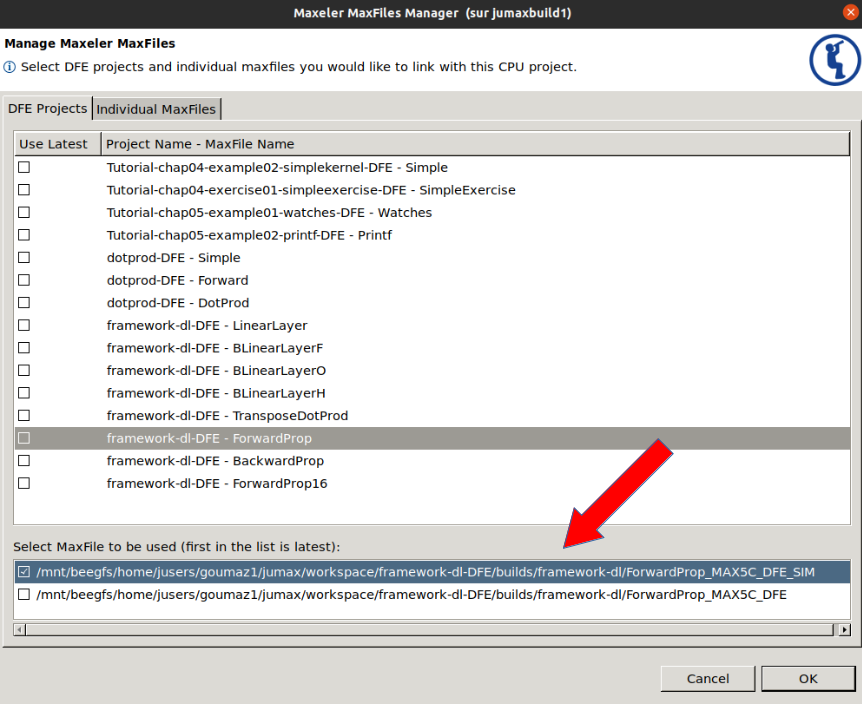 Maxeler MaxFiles Manager (sur jumaxbuild1)
Manage Maxeler MaxFiles
Select DFE projects and individual maxfiles you would like to link with this CPU project.
DFE Projects Individual MaxFiles
Use Latest Project Name - MaxFile Name
Tutorial-chap04-example02-simplekernel-DFE - Simple
Tutorial-chap04-exercise01-simpleexercise-DFE - SimpleExercise
Tutorial-chap05-example01-watches-DFE - Watches
Tutorial-chap05-example02-printf-DFE - Printf
dotprod-DFE - Simple
dotprod-DFE - Forward
dotprod-DFE - DotProd
framework-dl-DFE - LinearLayer
framework-dl-DFE - BLinearLayerF
framework-dl-DFE - BLinearLayerO
framework-dl-DFE - BLinearLayerH
framework-dl-DFE - TransposeDotProd
framework-dl-DFE - ForwardProp
framework-dl-DFE - BackwardProp
framework-dl-DFE - ForwardProp16
Select MaxFile to be used (first in the list is latest):
/mnt/beegfs/home/jusers/goumaz1/jumax/workspace/framework-dl-DFE/builds/framework-dl/ForwardProp_MAX5C_DFE_SIM
/mnt/beegfs/home/jusers/goumaz1/jumax/workspace/framework-dl-DFE/builds/framework-dl/ForwardProp_MAX5C_DFE
Cancel OK